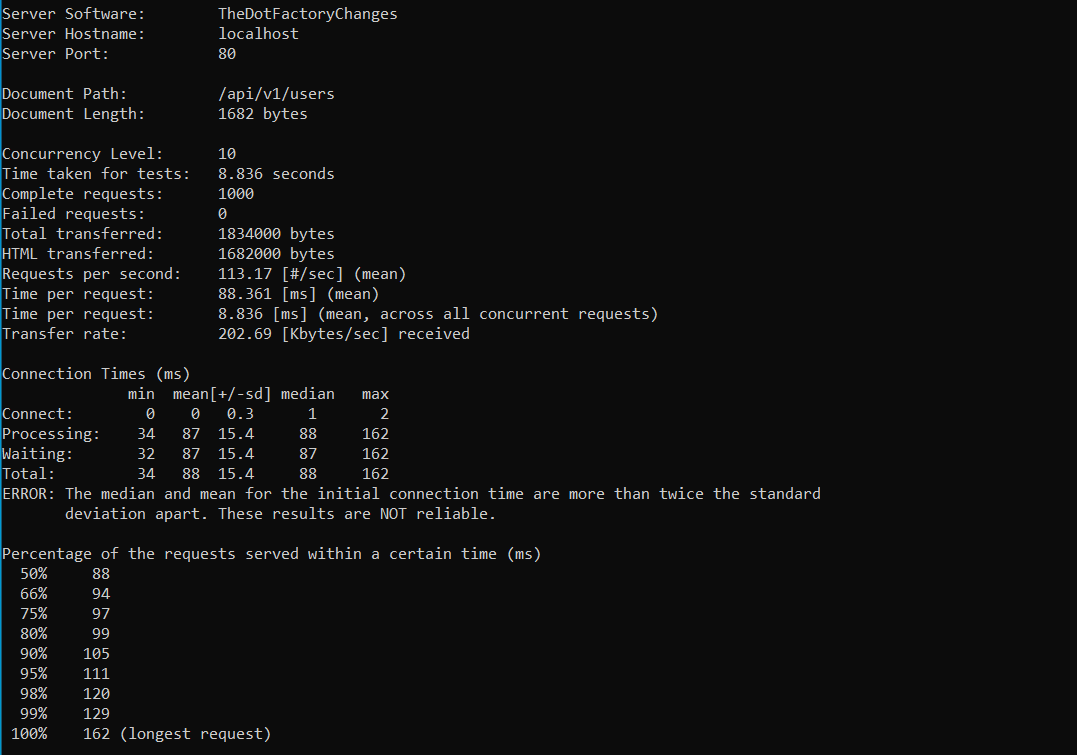 Server Software:        TheDotFactoryChanges
Server Hostname:        localhost
Server Port:            80

Document Path:          /api/v1/users
Document Length:        1682 bytes

Concurrency Level:      10
Time taken for tests:   8.836 seconds
Complete requests:      1000
Failed requests:        0
Total transferred:      1834000 bytes
HTML transferred:       1682000 bytes
Requests per second:    113.17 [#/sec] (mean)
Time per request:       88.361 [ms] (mean)
Time per request:       8.836 [ms] (mean, across all concurrent requests)
Transfer rate:          202.69 [Kbytes/sec] received

Connection Times (ms)
              min  mean[+/-sd] median   max
Connect:        0    0   0.3      1       2
Processing:    34   87  15.4     88     162
Waiting:       32   87  15.4     87     162
Total:         34   88  15.4     88     162
ERROR: The median and mean for the initial connection time are more than twice the standard
       deviation apart. These results are NOT reliable.

Percentage of the requests served within a certain time (ms)
  50%     88
  66%     94
  75%     97
  80%     99
  90%    105
  95%    111
  98%    120
  99%    129
 100%    162 (longest request)